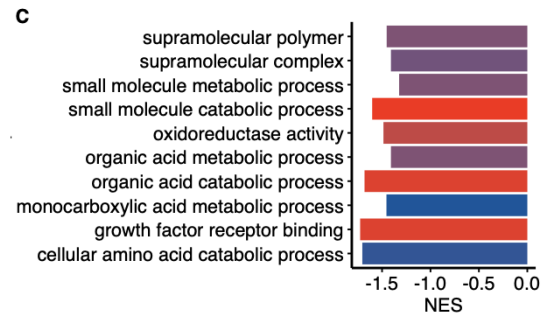 C
supramolecular polymer
supramolecular complex
small molecule metabolic process
small molecule catabolic process
oxidoreductase activity
organic acid metabolic process
organic acid catabolic process
monocarboxylic acid metabolic process
growth factor receptor binding
cellular amino acid catabolic process
-1.5 -1.0 -0.5 0.0
NES